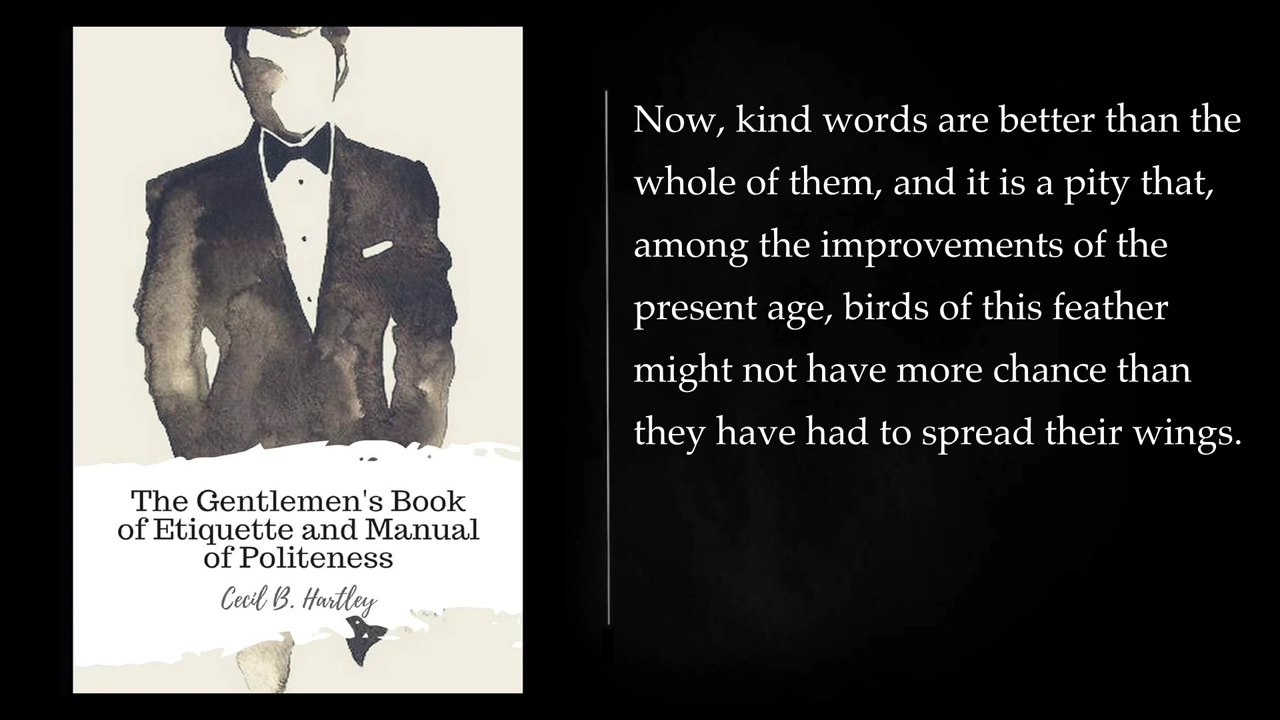 The Gentlemen's Book
of Etiquette and Manual
of Politeness
Cecil B. Hartley
Now, kind words are better than the
whole of them, and it is a pity that,
among the improvements of the
present age, birds of this feather
might not have more chance than
they have had to spread their wings.